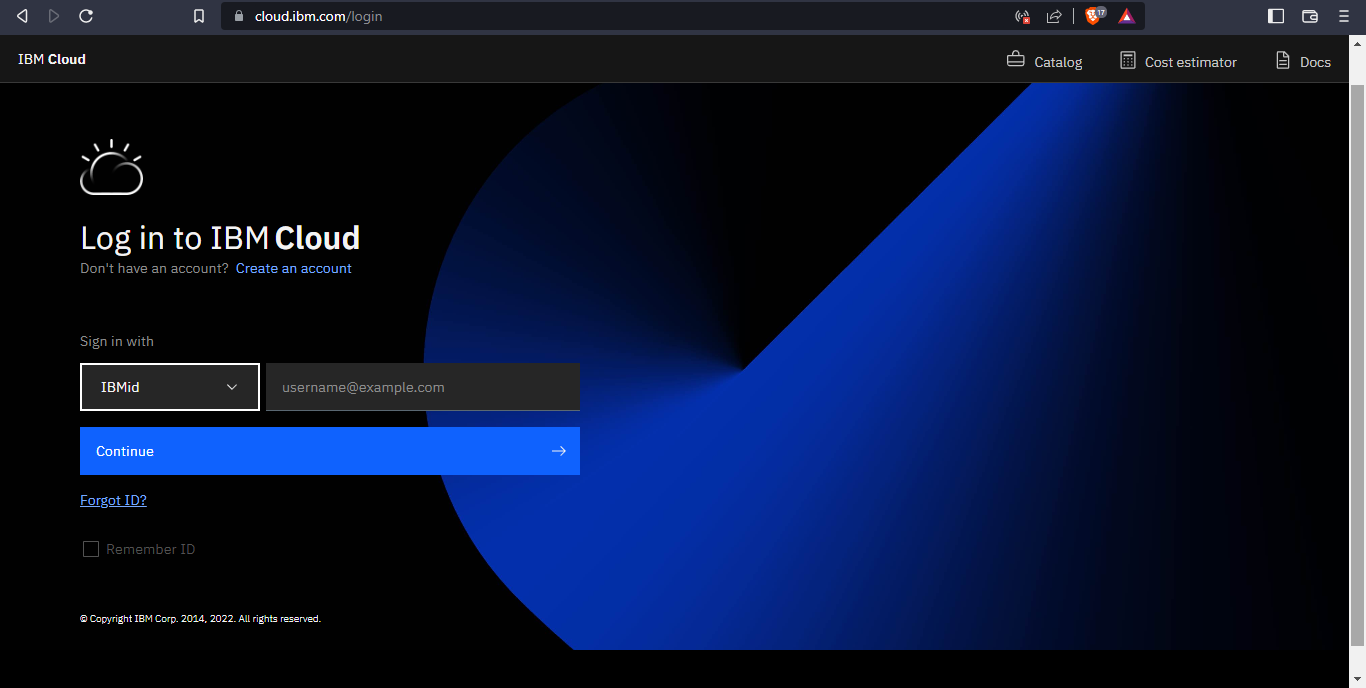 cloud.ibm.com/login
17
IBM Cloud
Catalog
Cost estimator
Docs
Log in to IBM Cloud
Don't have an account? Create an account
Sign in with
IBMid
username@example.com
Continue
Forgot ID?
Remember ID
© Copyright IBM Corp. 2014, 2022. All rights reserved.